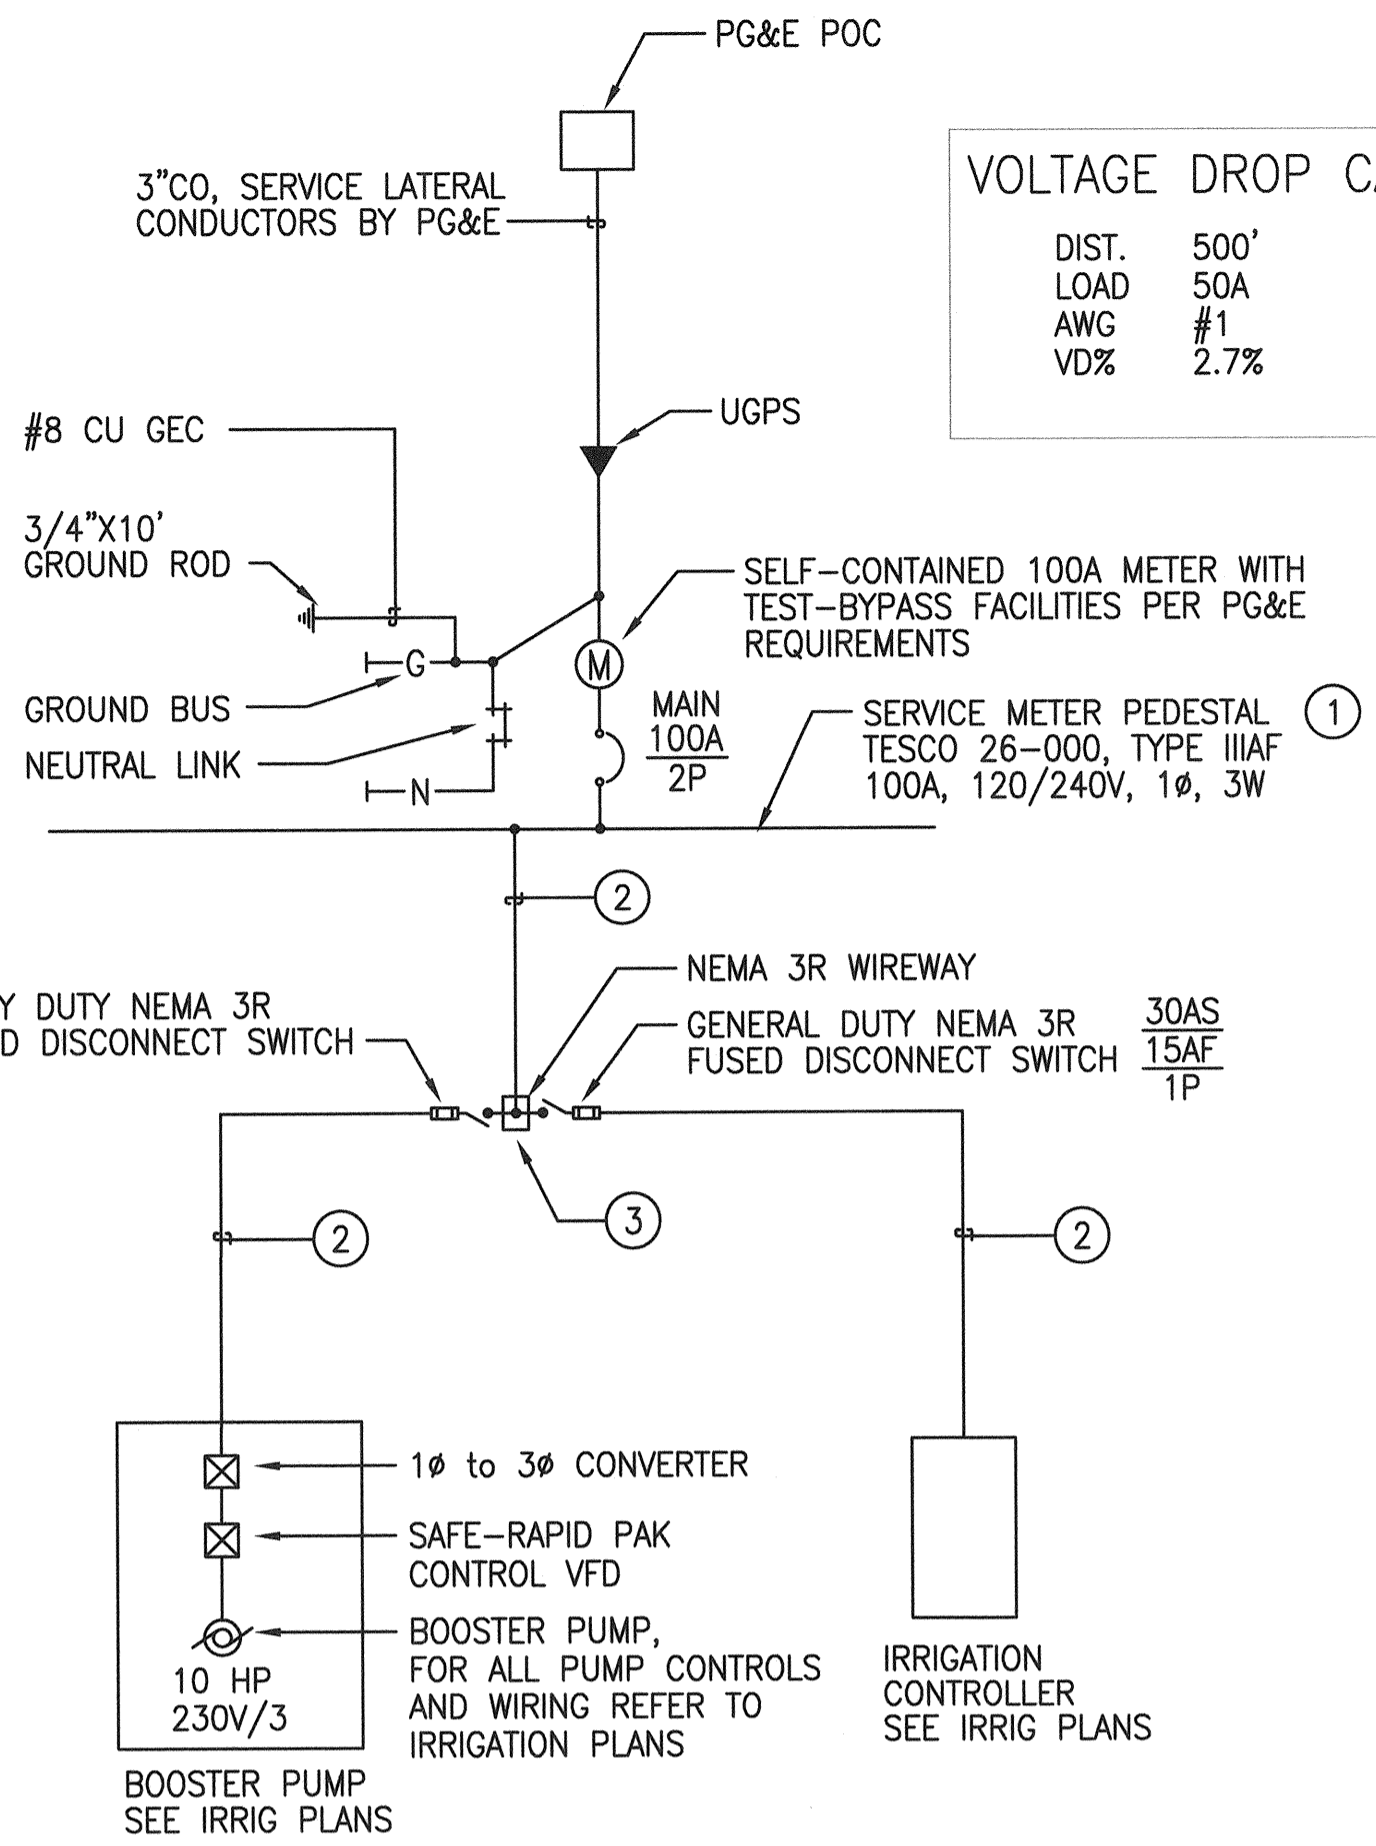 PG&E POC
3"CO, SERVICE LATERAL
CONDUCTORS BY PG&E
VOLTAGE DROP
DIST. 500'
LOAD 50A
AWG #1
VD% 2.7%
UGPS
#8 CU GEC
3/4"X10'
GROUND ROD
SELF-CONTAINED 100A METER WITH
TEST-BYPASS FACILITIES PER PG&E
REQUIREMENTS
G
M
GROUND BUS
NEUTRAL LINK
N
MAIN
100A
2P
SERVICE METER PEDESTAL
TESCO 26-000, TYPE IIIAF
100A, 120/240V, 1ø, 3W
1
2
NEMA 3R WIREWAY
DUTY NEMA 3R
DISCONNECT SWITCH
GENERAL DUTY NEMA 3R
FUSED DISCONNECT SWITCH
30AS
15AF
1P
3
2
2
1ø to 3ø CONVERTER
SAFE-RAPID PAK
CONTROL VFD
BOOSTER PUMP,
FOR ALL PUMP CONTROLS
AND WIRING REFER TO
IRRIGATION PLANS
10 HP
230V/3
BOOSTER PUMP
SEE IRRIG PLANS
IRRIGATION
CONTROLLER
SEE IRRIG PLANS